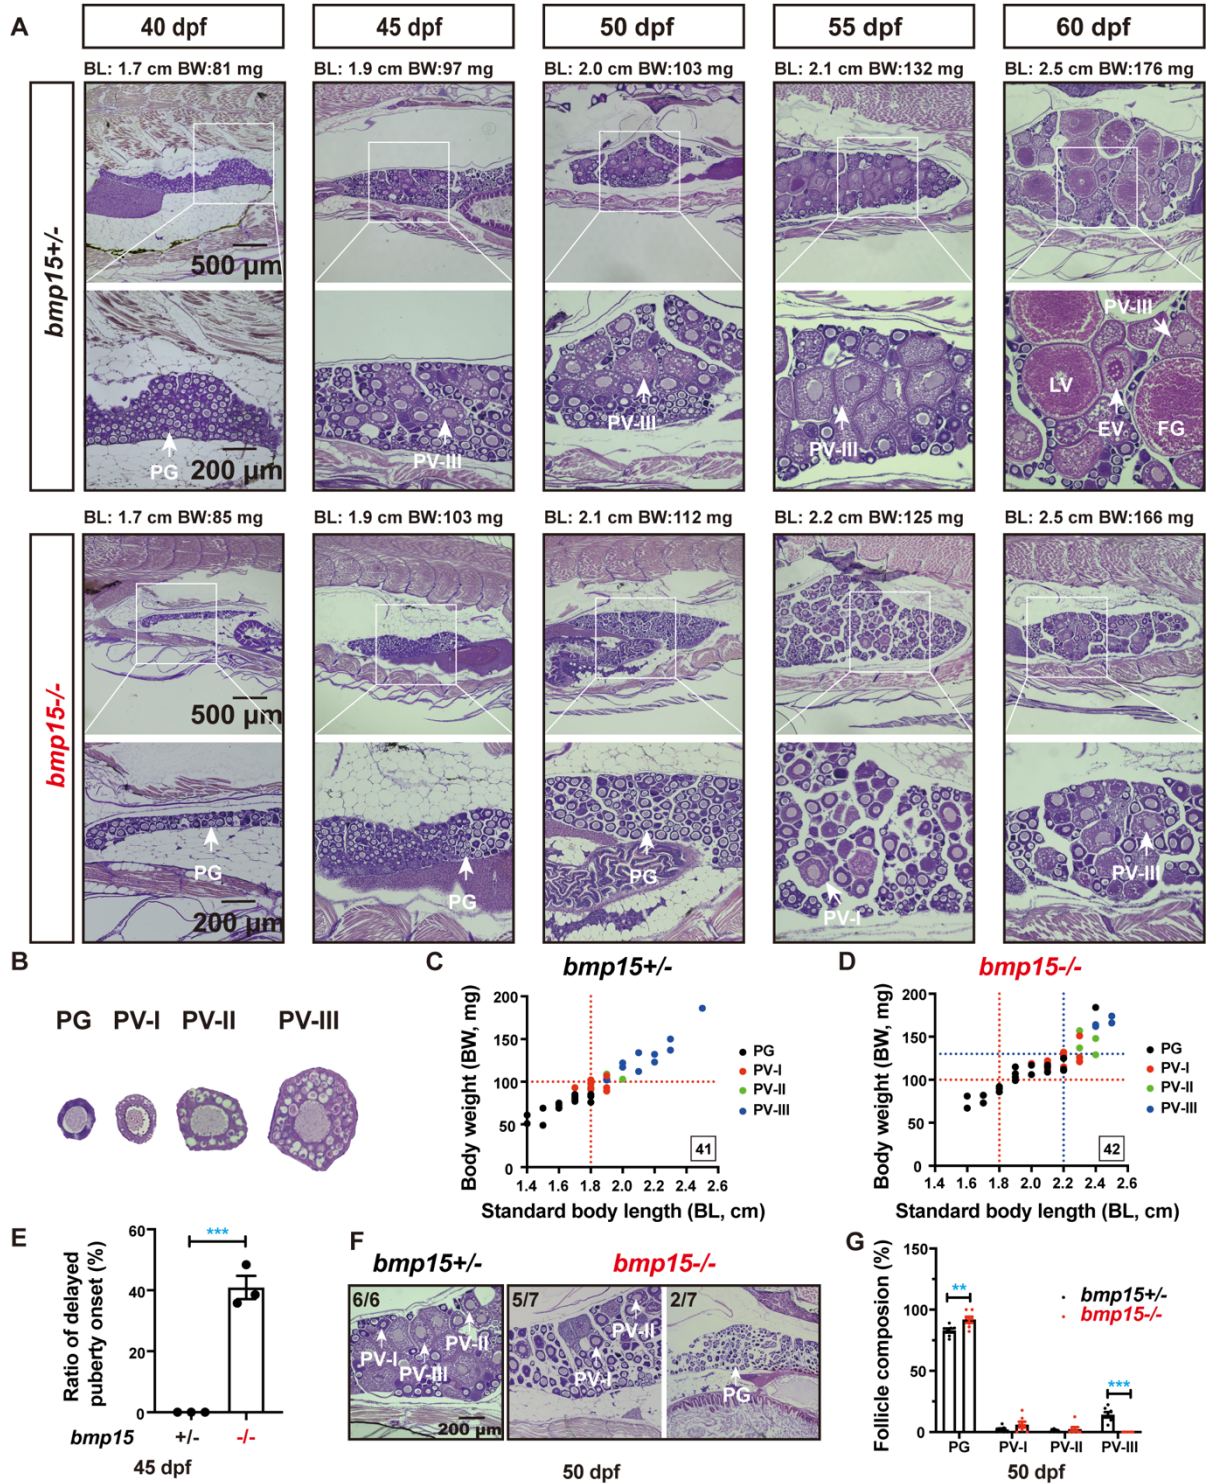 A
40 dpf 45 dpf 50 dpf 55 dpf 60 dpf
BL: 1.7 cm BW:81 mg BL: 1.9 cm BW:97 mg BL: 2.0 cm BW:103 mg BL: 2.1 cm BW:132 mg BL: 2.5 cm BW:176 mg
bmp15+/-
500 µm
PG
200 µm
PV-III
PV-III
PV-III
PV-III
LV
EV
FG
BL: 1.7 cm BW:85 mg BL: 1.9 cm BW:103 mg BL: 2.1 cm BW:112 mg BL: 2.2 cm BW:125 mg BL: 2.5 cm BW:166 mg
bmp15-/-
500 µm
PG
200 µm
PG
PG
PV-I
PV-III
B
PG PV-I PV-II PV-III
C
bmp15+/-
Body weight (BW, mg)
200
150
100
50
0
1.4 1.6 1.8 2.0 2.2 2.4 2.6
Standard body length (BL, cm)
PG
PV-I
PV-II
PV-III
41
D
bmp15-/-
Body weight (BW, mg)
200
150
100
50
0
1.4 1.6 1.8 2.0 2.2 2.4 2.6
Standard body length (BL, cm)
PG
PV-I
PV-II
PV-III
42
E
Ratio of delayed
puberty onset (%)
60
40
20
0
***
bmp15 +/- -/-
45 dpf
F
bmp15+/- bmp15-/-
6/6
PV-I
PV-II
PV-III
200 µm
5/7
PV-II
PV-I
2/7
PG
50 dpf
G
Follicle composion (%)
150
100
50
0
**
***
bmp15+/-
bmp15-/-
PG PV-I PV-II PV-III
50 dpf